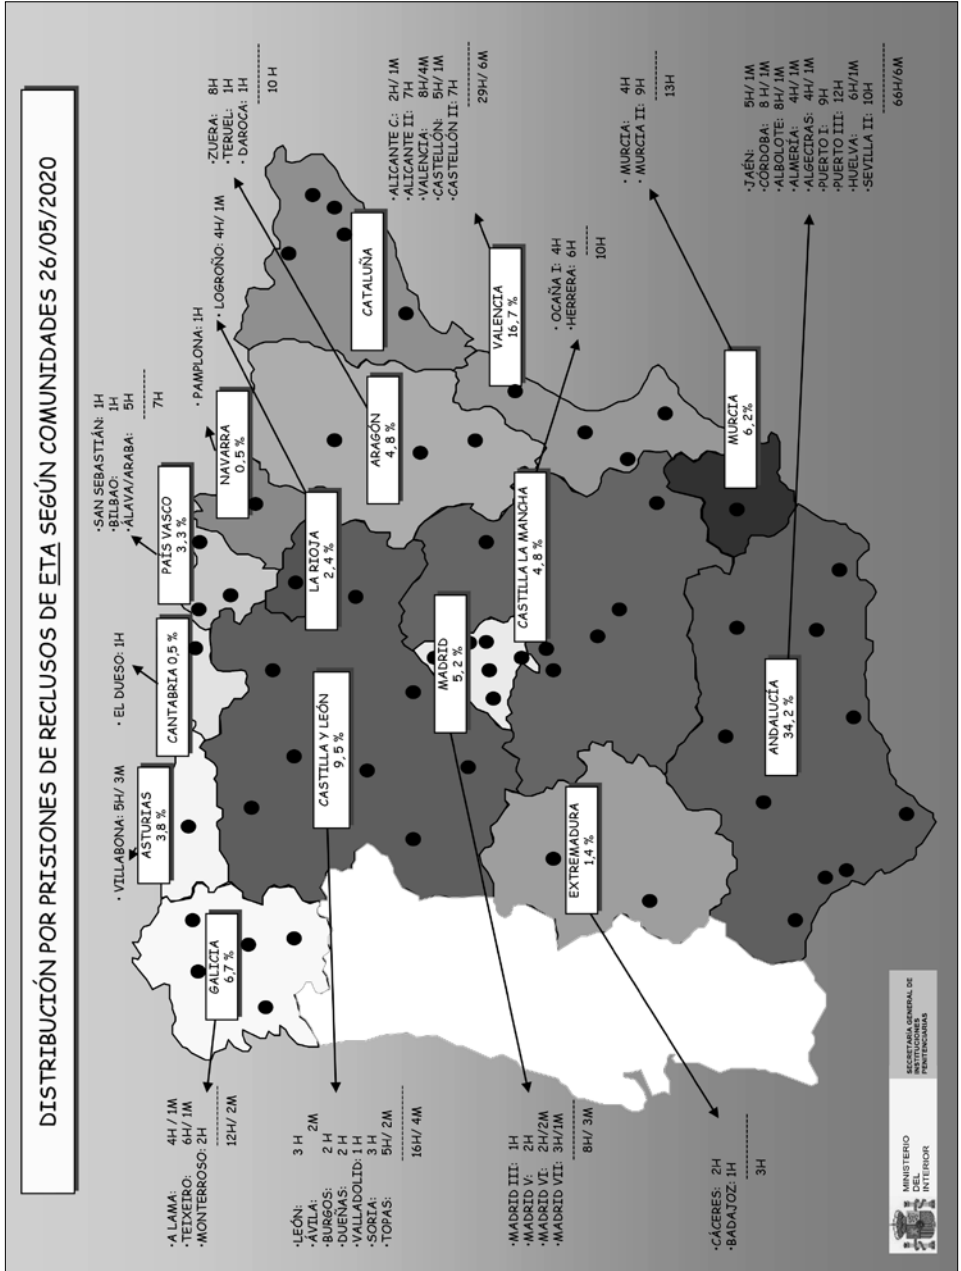 DISTRIBUCIÓN POR PRISIONES DE RECLUSOS DE ETA SEGÚN COMUNIDADES 26/05/2020
·A LAMA: 4H / 1M
·TEIXEIRO: 6H/ 1M
·MONTERROSO: 2H
12H/ 2M
·VILLABONA: 5H/ 3M
· EL DUESO: 1H
·SAN SEBASTIÁN: 1H
·BILBAO: 1H
·ÁLAVA/ARABA: 5H
7H
· PAMPLONA: 1H
· LOGROÑO: 4H/ 1M
·ZUERA: 8H
·TERUEL: 1H
·DAROCA: 1H
10 H
GALICIA
6,7 %
ASTURIAS
3,8 %
CANTABRIA 0,5 %
PAÍS VASCO
3,3 %
NAVARRA
0,5 %
LA RIOJA
2,4 %
ARAGÓN
4,8 %
CATALUÑA
·LEÓN: 3 H
·ÁVILA: 2M
·BURGOS: 2 H
·DUEÑAS: 2 H
·VALLADOLID: 1 H
·SORIA: 3 H
·TOPAS: 5H/ 2M
16H/ 4M
CASTILLA Y LEÓN
9,5 %
MADRID
5,2 %
CASTILLA LA MANCHA
4,8 %
VALENCIA
16,7 %
·ALICANTE C.: 2H/ 1M
·ALICANTE II: 7H
·VALENCIA: 8H/4M
·CASTELLÓN: 5H/ 1M
·CASTELLÓN II: 7H
29H/ 6M
·MADRID III: 1H
·MADRID V: 2H
·MADRID VI: 2H/2M
·MADRID VII: 3H/1M
8H/ 3M
· OCAÑA I: 4H
·HERRERA: 6H
10H
EXTREMADURA
1,4 %
MURCIA
6,2%
· MURCIA: 4H
· MURCIA II: 9H
13H
·CÁCERES: 2H
·BADAJOZ: 1H
3H
ANDALUCÍA
34,2 %
·JAÉN: 5H/ 1M
·CÓRDOBA: 8 H/ 1M
·ALBOLOTE: 8H/ 1M
·ALMERÍA: 4H/ 1M
·ALGECIRAS: 4H/ 1M
·PUERTO I: 9H
·PUERTO III: 12H
·HUELVA: 6H/1M
·SEVILLA II: 10H
66H/6M
MINISTERIO
DEL
INTERIOR
SECRETARÍA GENERAL DE
INSTITUCIONES
PENITENCIARIAS